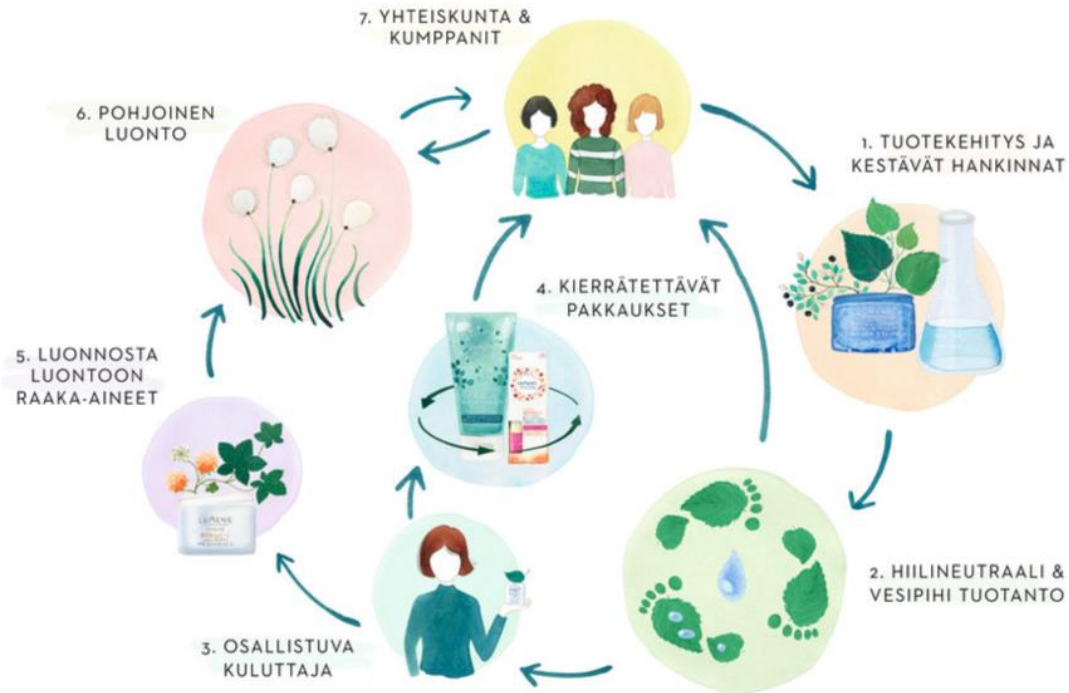 7. YHTEISKUNTA &
KUMPPANIT
6. POHJOINEN
LUONTO
1. TUOTEKEHITYS JA
KESTÄVÄT HANKINNAT
4. KIERRÄTETTÄVÄT
PAKKAUKSET
5. LUONNOSTA
LUONTOON
RAAKA-AINEET
LUMENE
2. HIILINEUTRAALI &
VESIPIHI TUOTANTO
3. OSALLISTUVA
KULUTTAJA